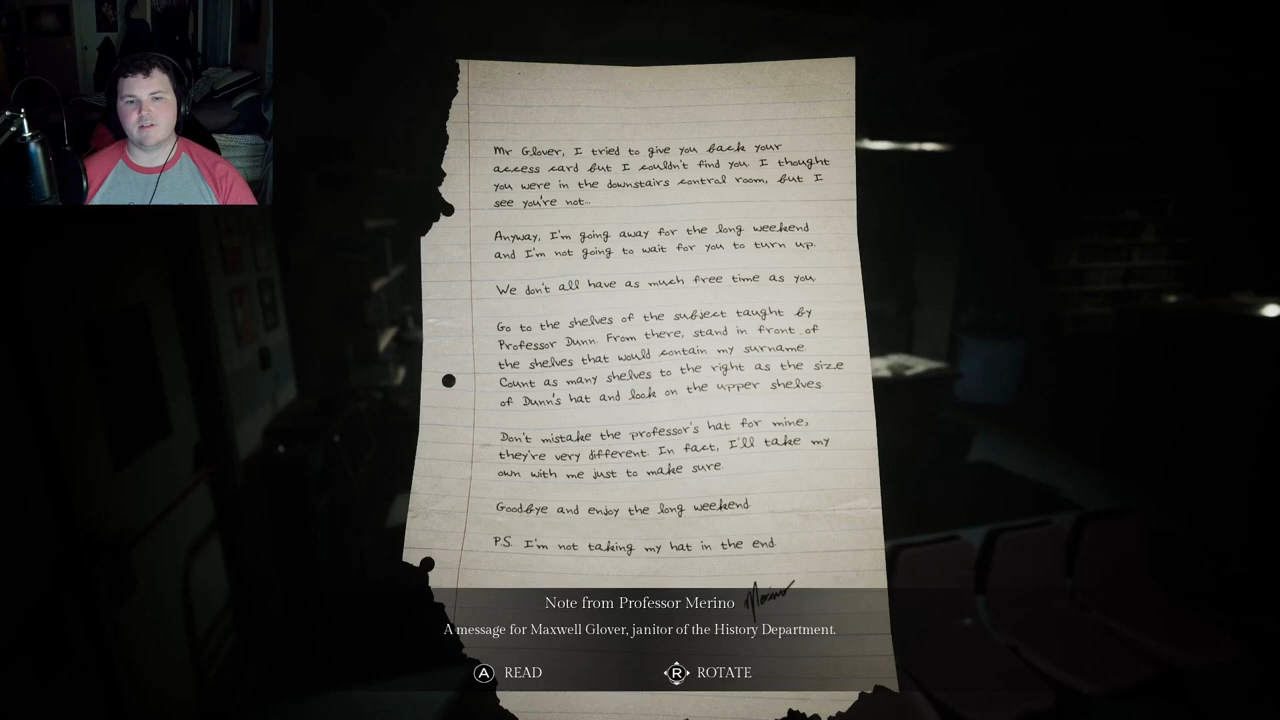 Mr Glover, I tried to give you back your
access card but I couldn't find you. I thought
you were in the downstairs control room, but I
see you're not...
Anyway, I'm going away for the long weekend
and I'm not going to wait for you to turn up.
We don't all have as much free time as you.
Go to the shelves of the subject taught by
Professor Dunn. From there, stand in front of
the shelves that would contain my surname.
Count as many shelves to the right as the size
of Dunn's hat and look on the upper shelves.
Don't mistake the professor's hat for mine,
they're very different. In fact, I'll take my
own with me just to make sure.
Goodbye and enjoy the long weekend
P.S. I'm not taking my hat in the end.
Merino
Note from Professor Merino
A message for Maxwell Glover, janitor of the History Department.
A READ
R ROTATE